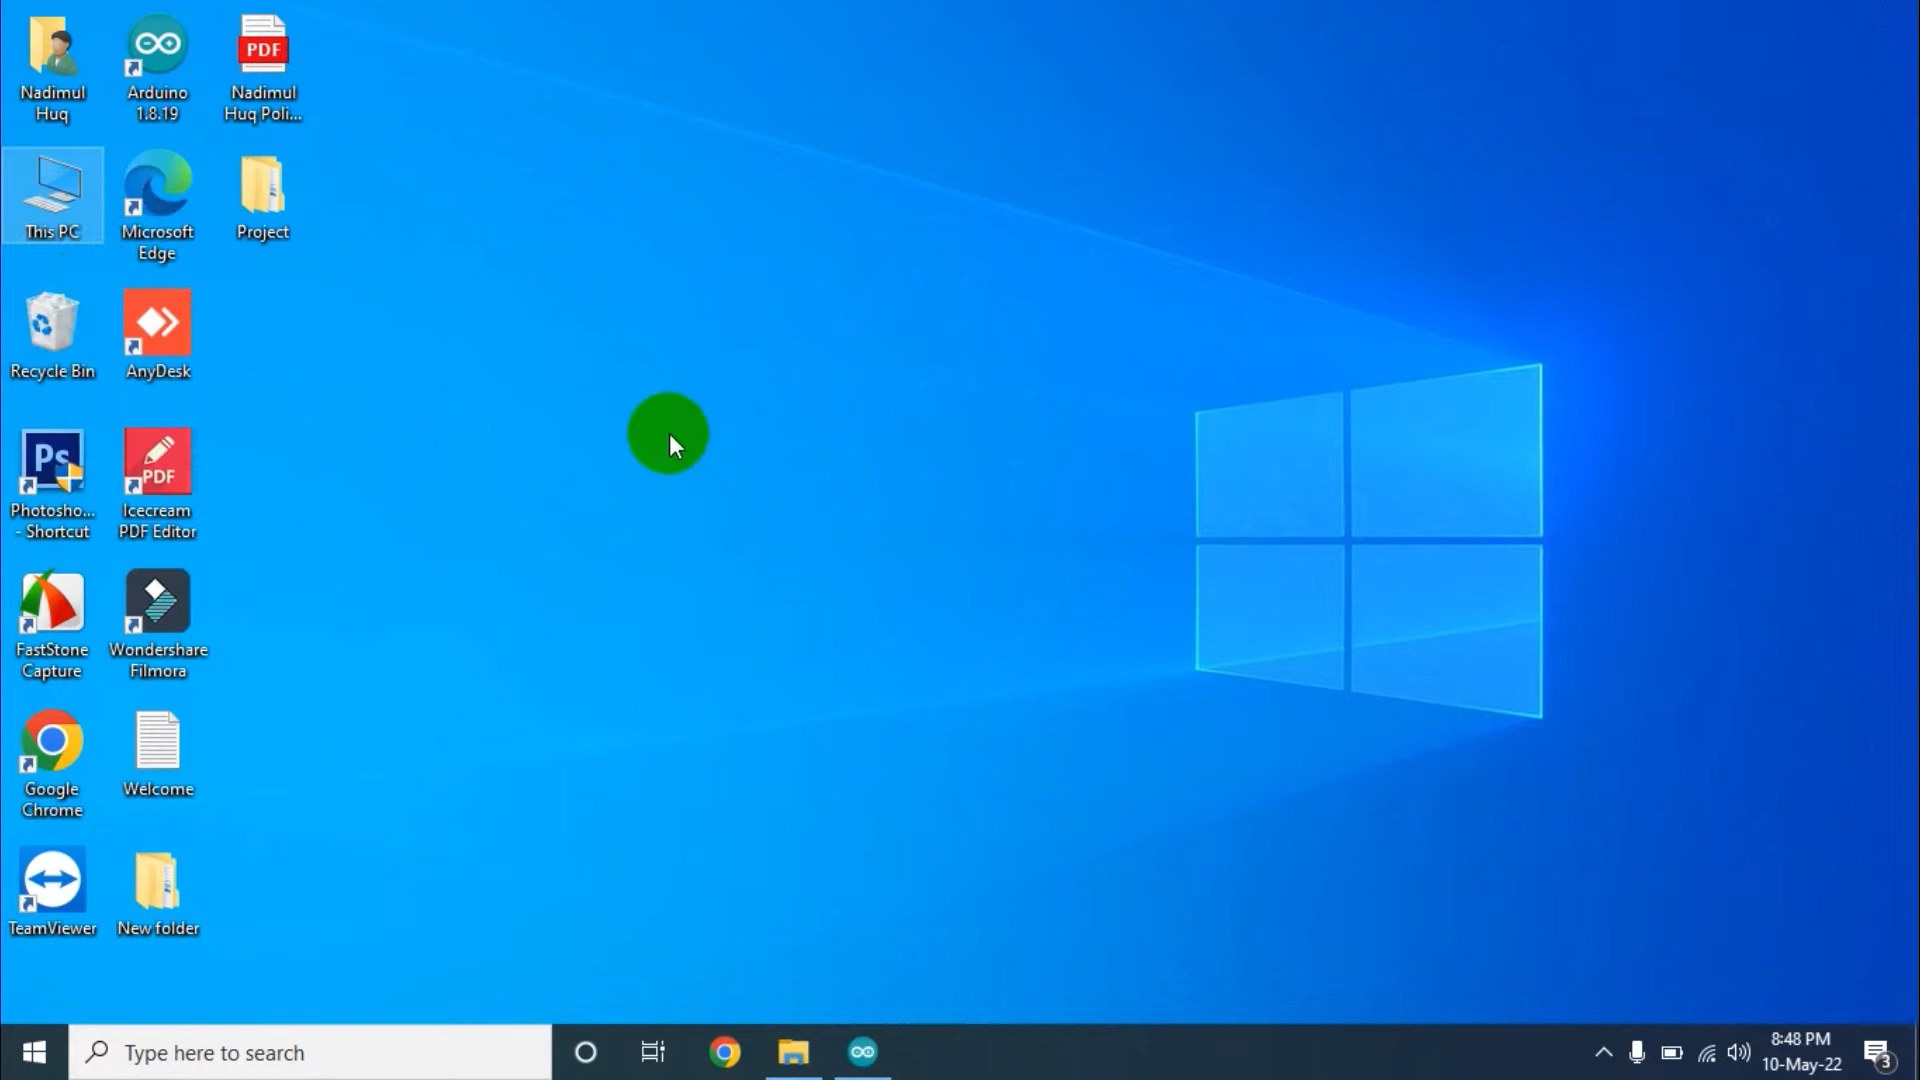 Nadimul
Huq
Arduino
1.8.19
PDF
Nadimul
Huq Poli...
This PC
Microsoft
Edge
Project
Recycle Bin
AnyDesk
Ps
Photosho...
- Shortcut
PDF
Icecream
PDF Editor
FastStone
Capture
Wondershare
Filmora
Google
Chrome
Welcome
TeamViewer
New folder
Type here to search
8:48 PM
10-May-22
3